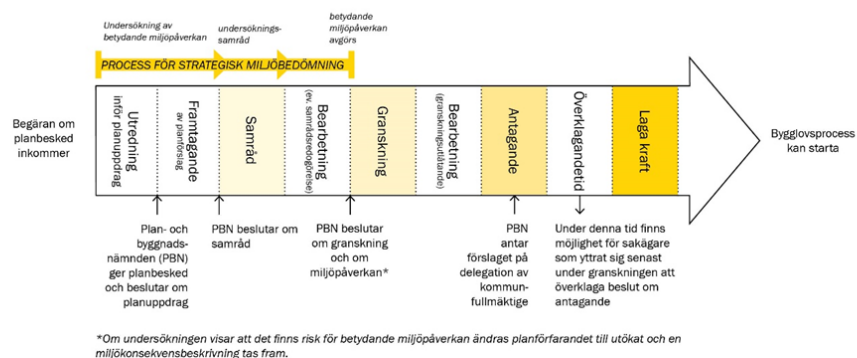 Undersökning av
betydande miljöpåverkan
undersöknings-
samråd
betydande
miljöpåverkan
avgörs
PROCESS FÖR STRATEGISK MILJÖBEDÖMNING
Begäran om
planbesked
inkommer
Utredning
inför planuppdrag
Framtagande
av planförslag
Samråd
Bearbetning
(ev. samrådsredogörelse)
Granskning
Bearbetning
(granskningsutlåtande)
Antagande
Överklagandetid
Laga kraft
Bygglovsprocess
kan starta
Plan- och
byggnads-
nämnden (PBN)
ger planbesked
och beslutar om
planuppdrag
PBN beslutar om
samråd
PBN beslutar
om granskning
och om
miljöpåverkan*
PBN
antar
förslaget på
delegation av
kommun-
fullmäktige
Under denna tid finns
möjlighet för sakägare
som yttrat sig senast
under granskningen att
överklaga beslut om
antagande
*Om undersökningen visar att det finns risk för betydande miljöpåverkan ändras planförfarandet till utökat och en
miljökonsekvensbeskrivning tas fram.